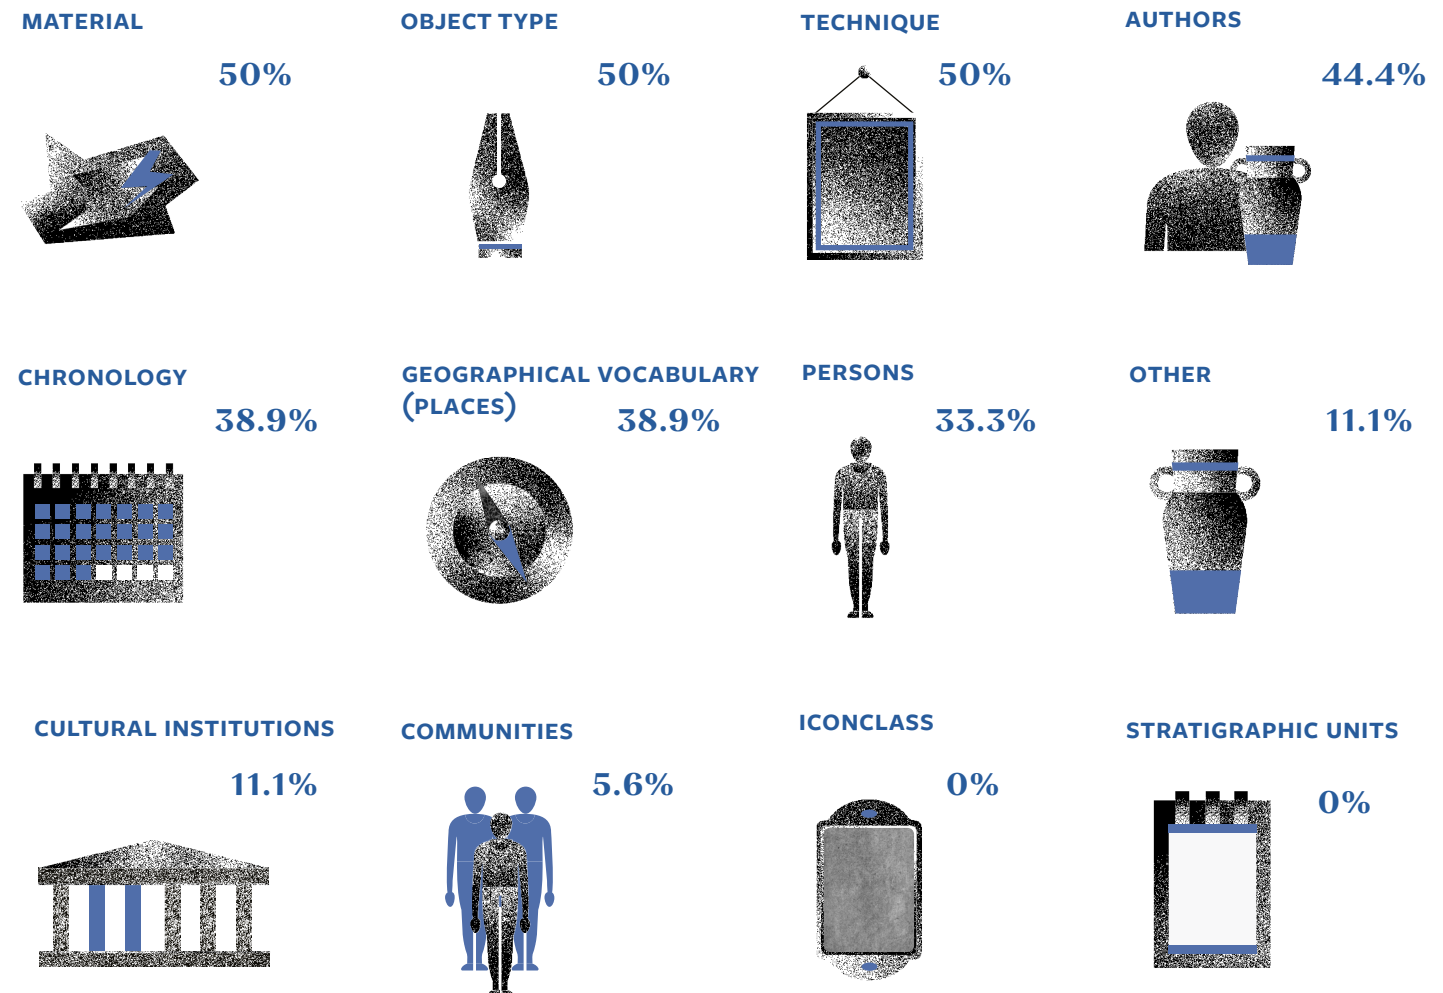 MATERIAL
50%
OBJECT TYPE
50%
TECHNIQUE
50%
AUTHORS
44.4%
CHRONOLOGY
38.9%
GEOGRAPHICAL VOCABULARY
(PLACES)
38.9%
PERSONS
33.3%
OTHER
11.1%
CULTURAL INSTITUTIONS
11.1%
COMMUNITIES
5.6%
ICONCLASS
0%
STRATIGRAPHIC UNITS
0%